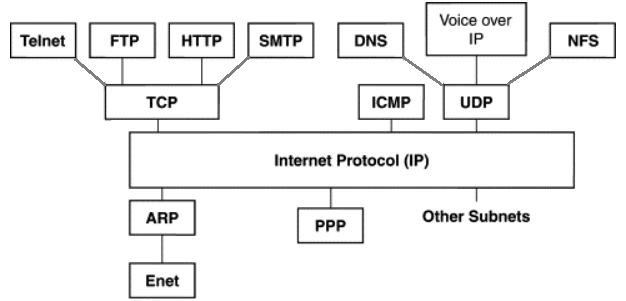 Telnet
FTP
HTTP
SMTP
DNS
Voice over
IP
NFS
TCP
ICMP
UDP
Internet Protocol (IP)
ARP
PPP
Other Subnets
Enet